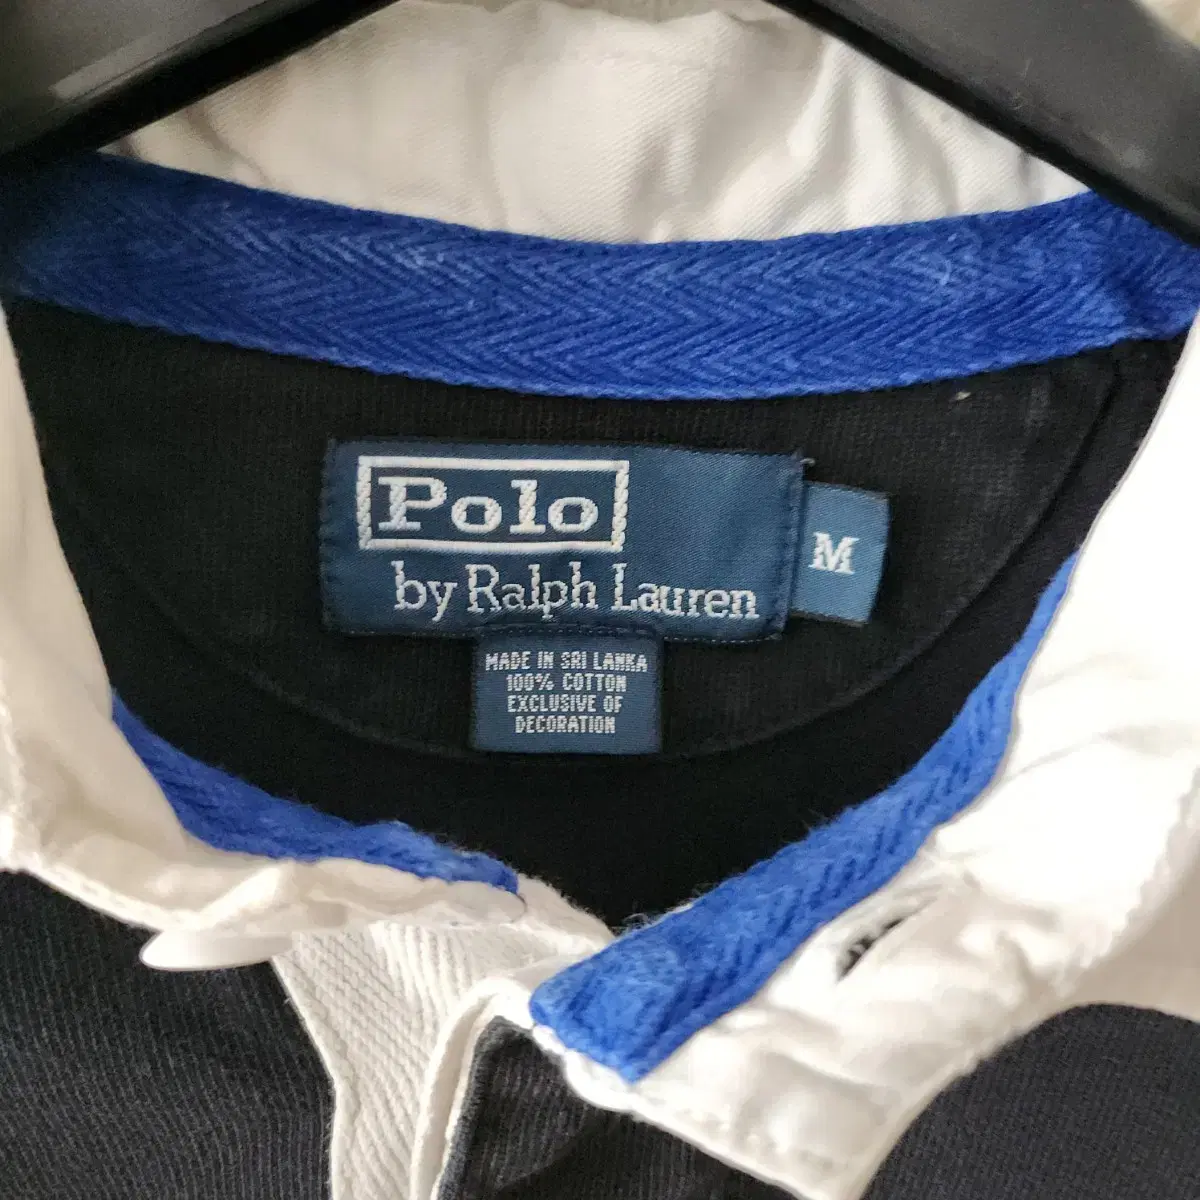 Polo
by Ralph Lauren
M
MADE IN SRI LANKA
100% COTTON
EXCLUSIVE OF
DECORATION